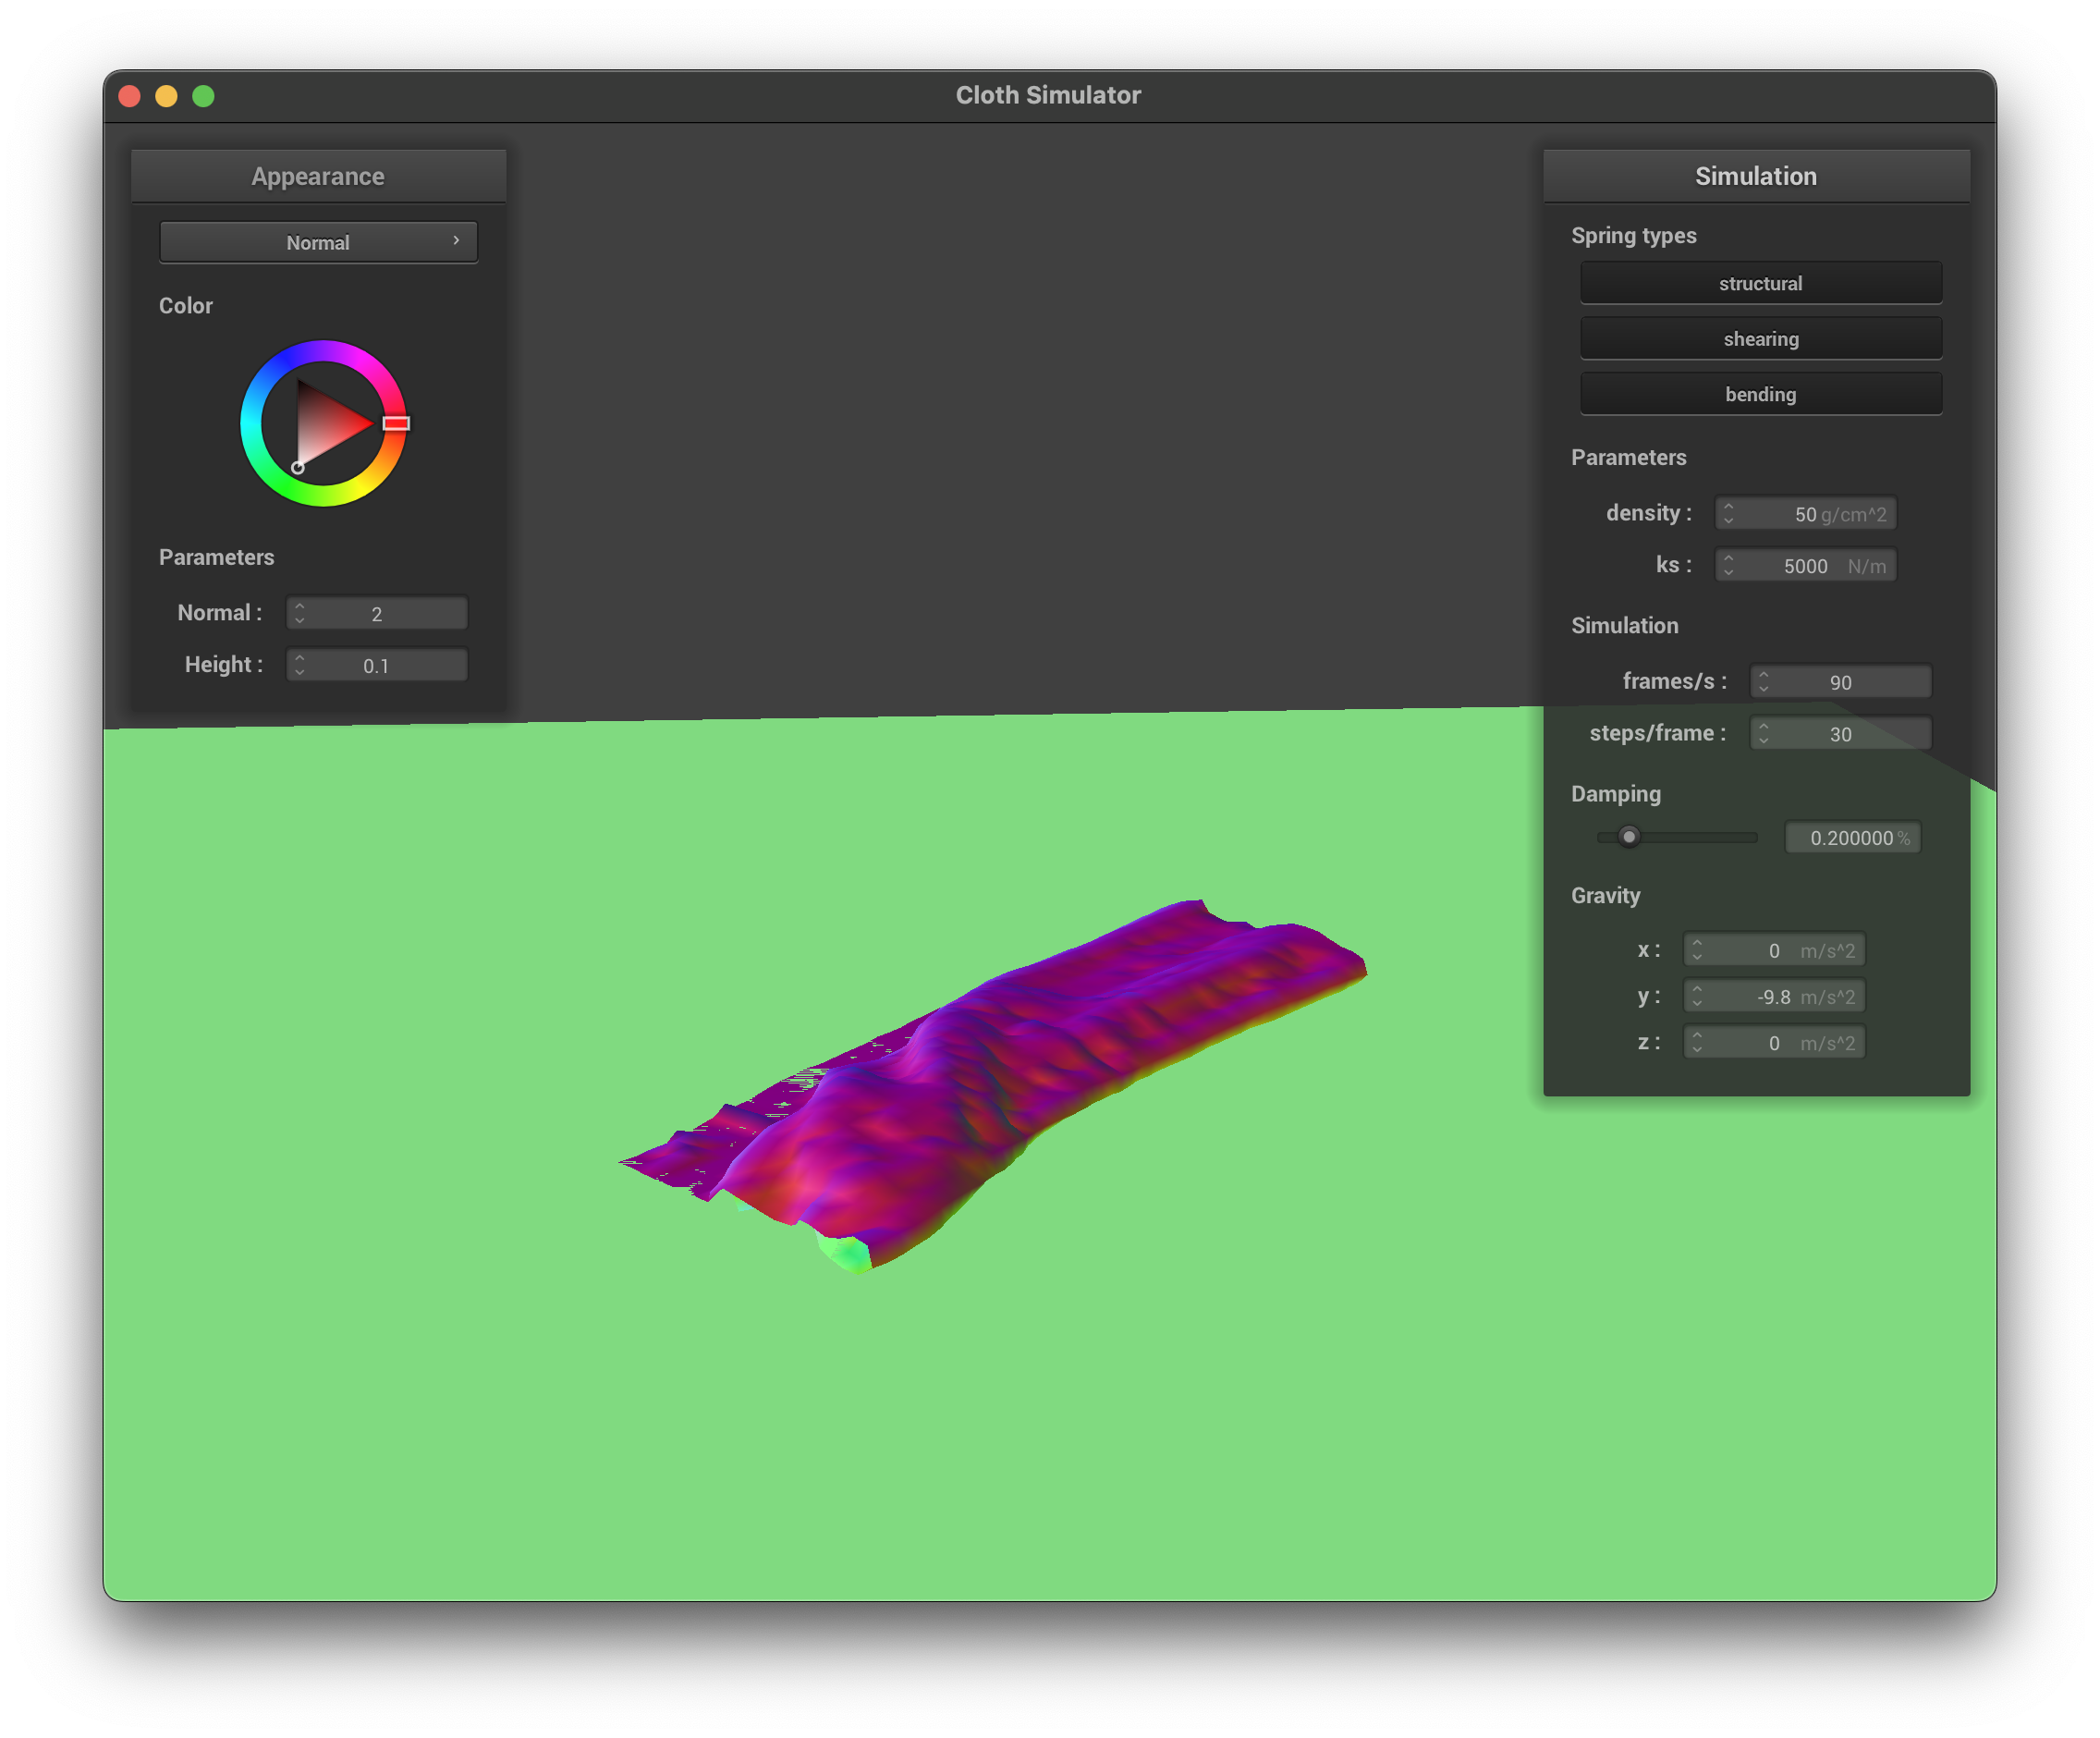 Cloth Simulator
Appearance
Normal
Color
Parameters
Normal : 2
Height : 0.1
Simulation
Spring types
structural
shearing
bending
Parameters
density : 50 g/cm^2
ks : 5000 N/m
Simulation
frames/s : 90
steps/frame : 30
Damping
0.200000 %
Gravity
x : 0 m/s^2
y : -9.8 m/s^2
z : 0 m/s^2